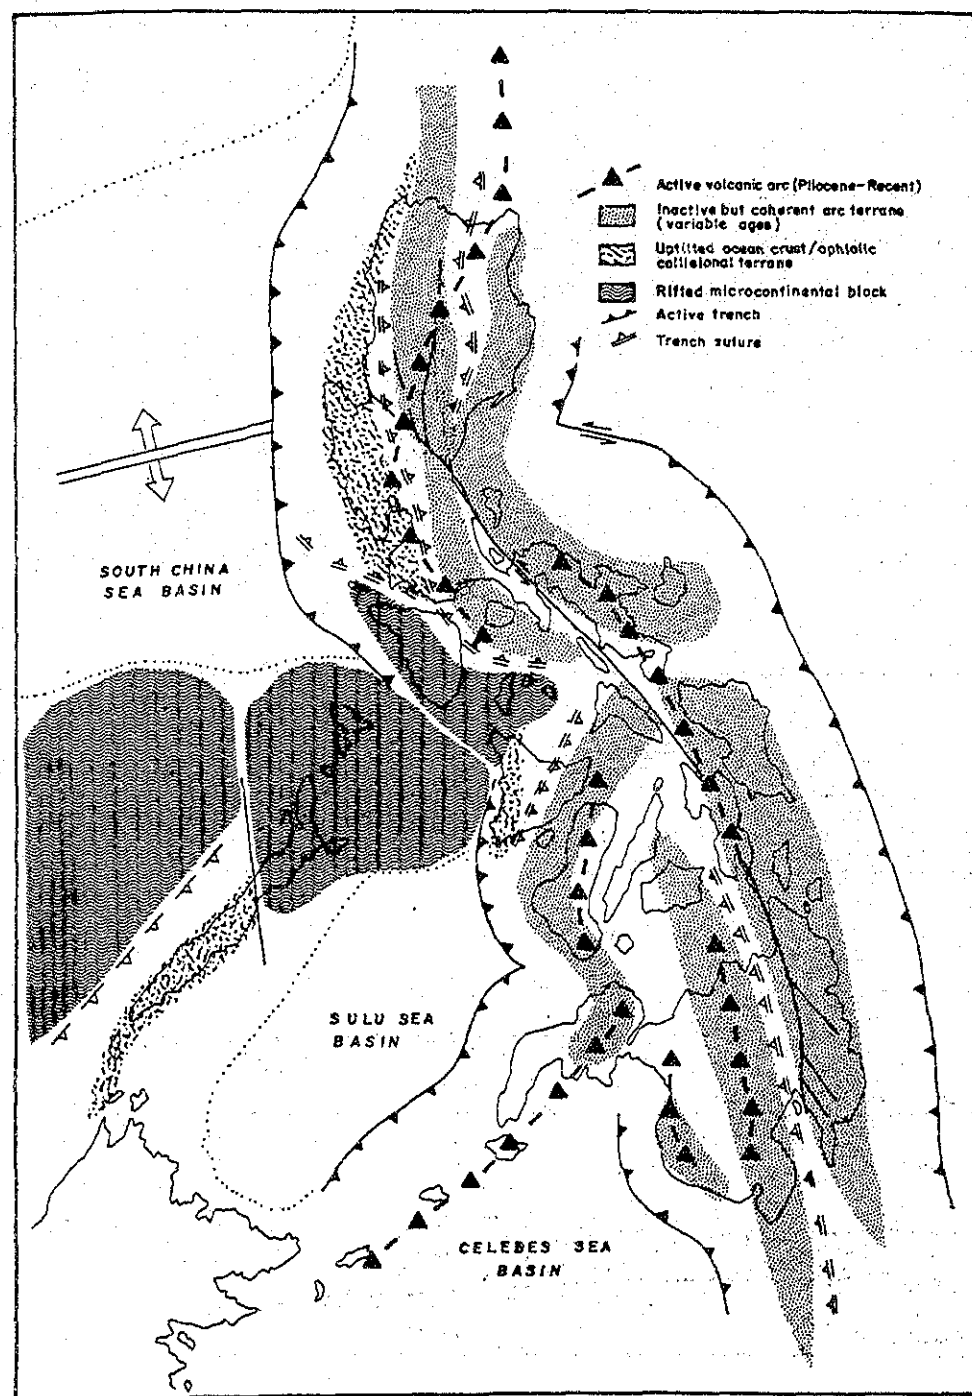 Active volcanic arc (Pliocene-Recent)
Inactive but coherent arc terrane
(variable ages)
Uplifted ocean crust/ophiolic
collisional terrane
Rifted microcontinental block
Active trench
Trench suture
SOUTH CHINA
SEA BASIN
SULU SEA
BASIN
CELEBES SEA
BASIN